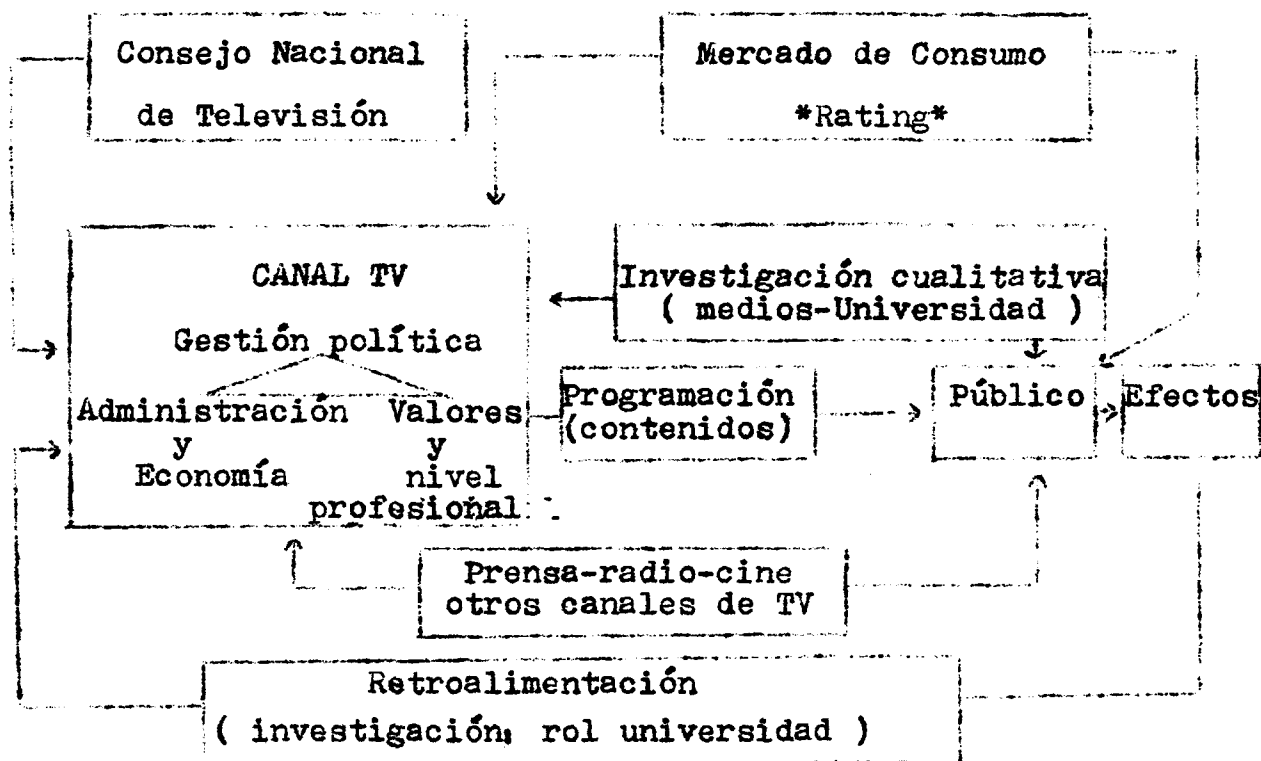 Consejo Nacional
de Televisión
Mercado de Consumo
*Rating*
CANAL TV
Gestión política
Administración
y
Economía
Valores
y
nivel
profesional
Investigación cualitativa
( medios-Universidad )
Programación
(contenidos)
Público
Efectos
Prensa-radio-cine
otros canales de TV
Retroalimentación
( investigación, rol universidad )